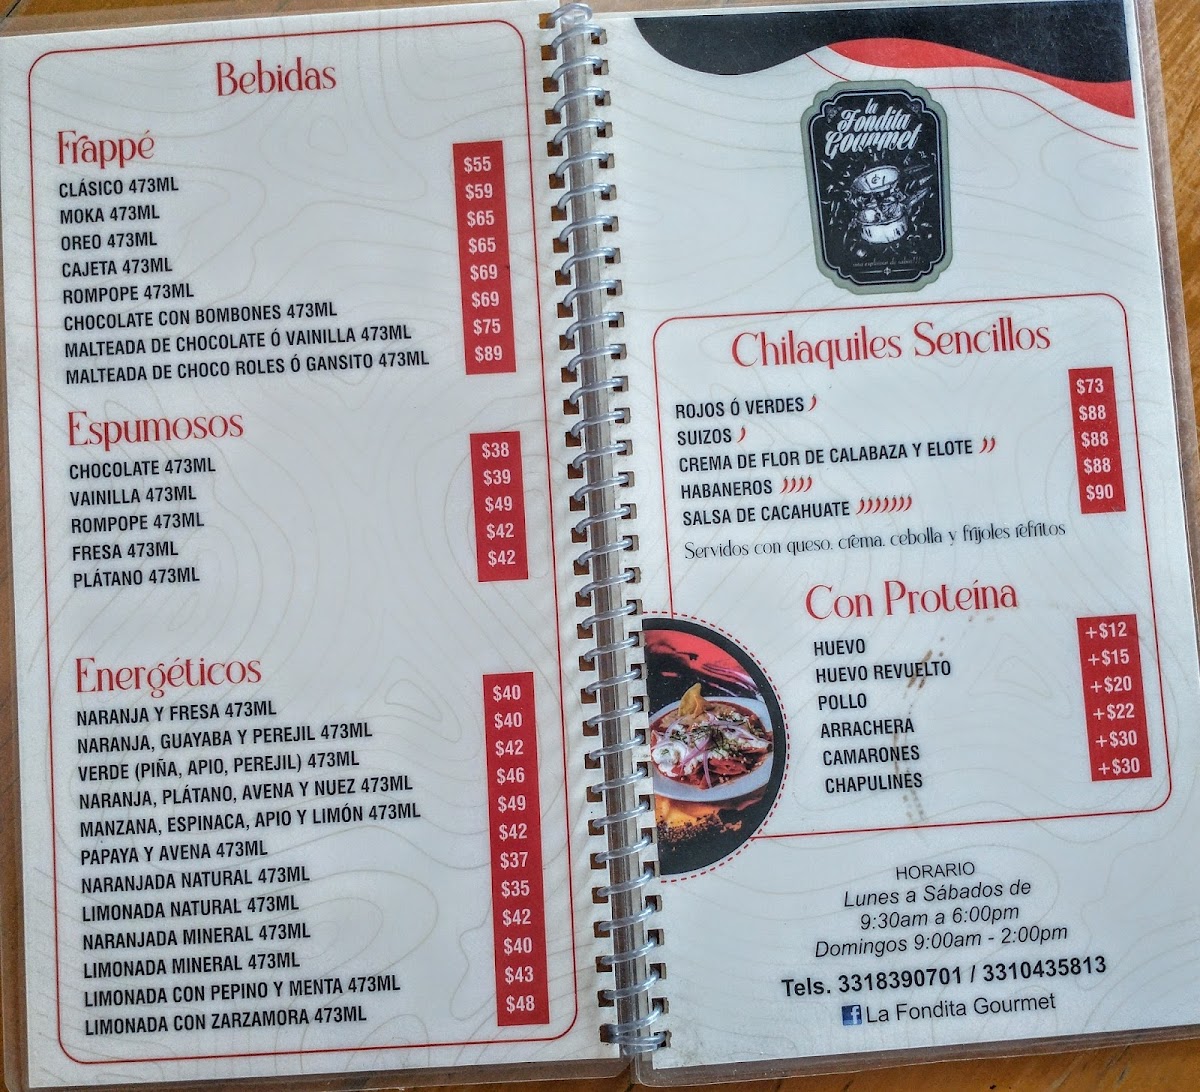 Bebidas
Frappé
CLÁSICO 473ML $55
MOKA 473ML $59
OREO 473ML $65
CAJETA 473ML $65
ROMPOPE 473ML $69
CHOCOLATE CON BOMBONES 473ML $69
MALTEADA DE CHOCOLATE Ó VAINILLA 473ML $75
MALTEADA DE CHOCO ROLES Ó GANSITO 473ML $89
Espumosos
CHOCOLATE 473ML $38
VAINILLA 473ML $39
ROMPOPE 473ML $49
FRESA 473ML $42
PLÁTANO 473ML $42
Energéticos
NARANJA Y FRESA 473ML $40
NARANJA, GUAYABA Y PEREJIL 473ML $40
VERDE (PIÑA, APIO, PEREJIL) 473ML $42
NARANJA, PLÁTANO, AVENA Y NUEZ 473ML $46
MANZANA, ESPINACA, APIO Y LIMÓN 473ML $49
PAPAYA Y AVENA 473ML $42
NARANJADA NATURAL 473ML $37
LIMONADA NATURAL 473ML $35
NARANJADA MINERAL 473ML $42
LIMONADA MINERAL 473ML $40
LIMONADA CON PEPINO Y MENTA 473ML $43
LIMONADA CON ZARZAMORA 473ML $48
la
Fondita
Gourmet
Chilaquiles Sencillos
ROJOS Ó VERDES $73
SUIZOS $88
CREMA DE FLOR DE CALABAZA Y ELOTE $88
HABANEROS $88
SALSA DE CACAHUATE $90
Servidos con queso, crema, cebolla y frijoles refritos
Con Proteína
HUEVO +$12
HUEVO REVUELTO +$15
POLLO +$20
ARRACHERA +$22
CAMARONES +$30
CHAPULINES +$30
HORARIO
Lunes a Sábados de
9:30am a 6:00pm
Domingos 9:00am - 2:00pm
Tels. 3318390701 / 3310435813
La Fondita Gourmet